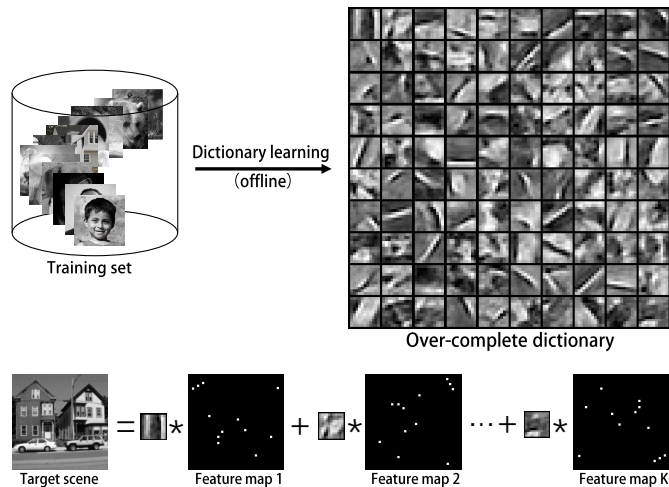 Dictionary learning
(offline)
Training set
Over-complete dictionary
= * + * ··· + *
Target scene
Feature map 1
Feature map 2
Feature map K